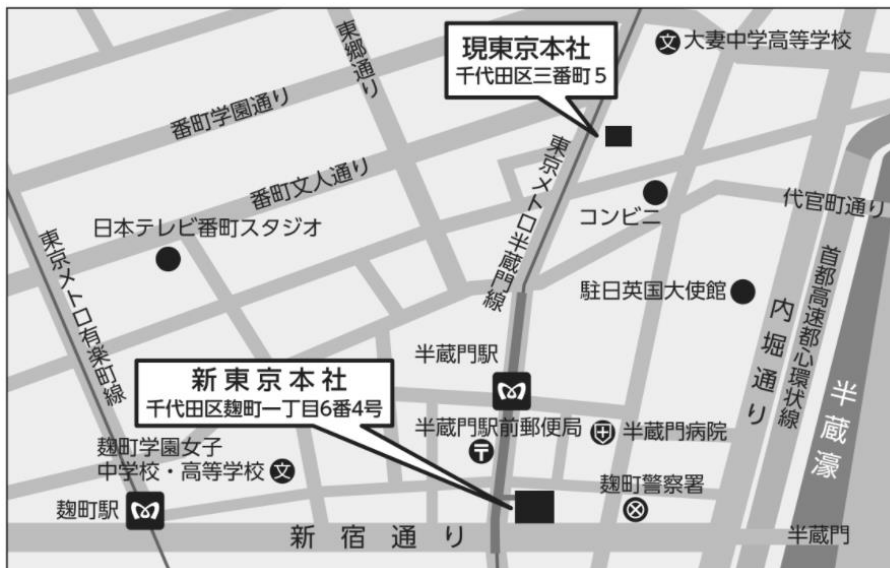 現東京本社
千代田区三番町5
大妻中学高等学校
東郷通り
番町学園通り
番町文人通り
東京メトロ半蔵門線
コンビニ
代官町通り
日本テレビ番町スタジオ
東京メトロ有楽町線
駐日英国大使館
首都高速都心環状線
内堀通り
半蔵濠
半蔵門駅
新東京本社
千代田区麹町一丁目6番4号
半蔵門駅前郵便局
半蔵門病院
麹町学園女子
中学校・高等学校
文
文
〒
麹町警察署
麹町駅
新宿通り
半蔵門